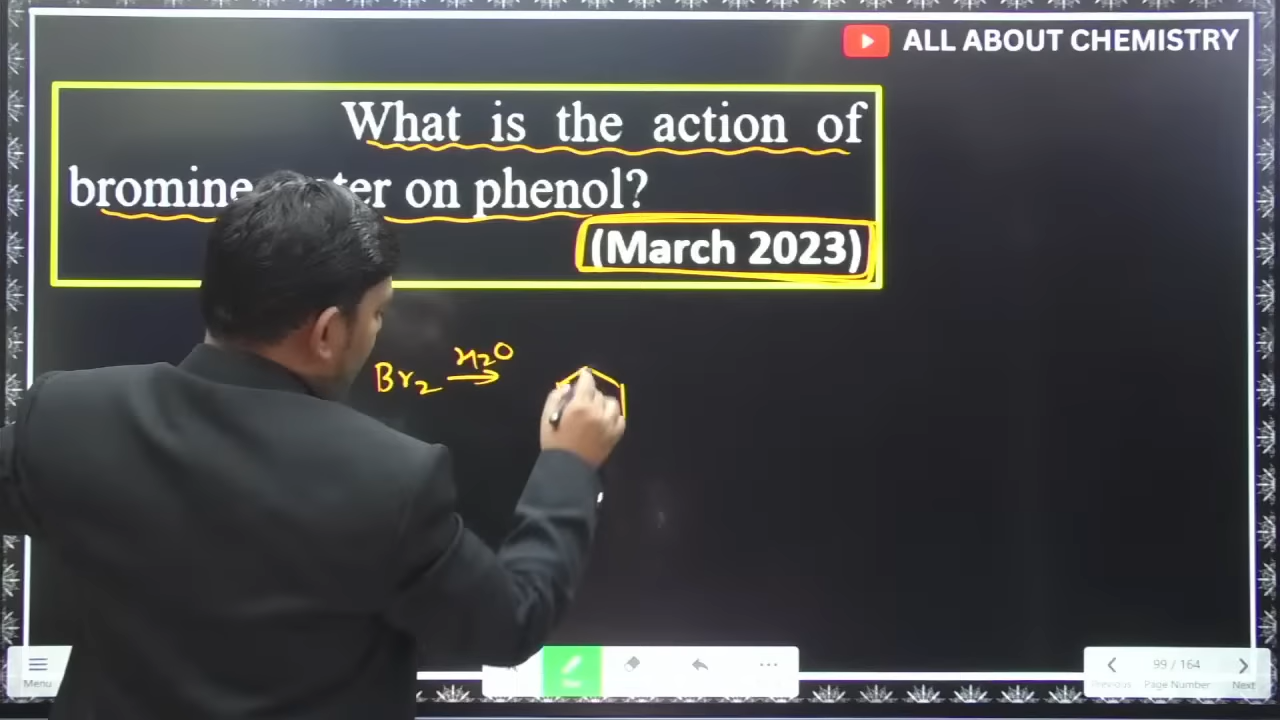 ALL ABOUT CHEMISTRY
What is the action of
bromine on phenol?
(March 2023)
Br2 H2O →
Menu
Pen
99 / 164
Previous Page Number Next